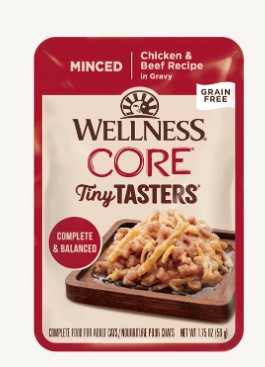 MINCED
Chicken &
Beef Recipe
in Gravy
GRAIN
FREE
WELLNESS
CORE
Tiny TASTERS
COMPLETE
& BALANCED
COMPLETE FOOD FOR ADULT CATS/NOURRITURE POUR CHATS NET WT 1.75 OZ (50 g)